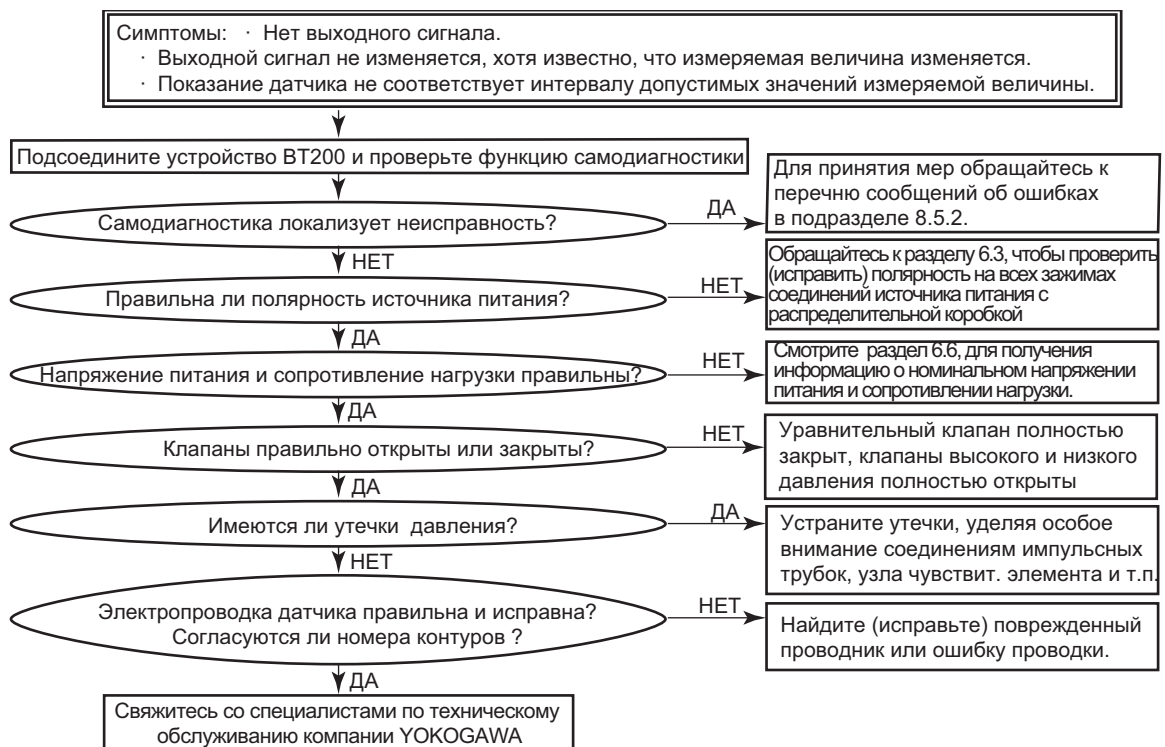 Симптомы: · Нет выходного сигнала.
· Выходной сигнал не изменяется, хотя известно, что измеряемая величина изменяется.
· Показание датчика не соответствует интервалу допустимых значений измеряемой величины.
Подсоедините устройство BT200 и проверьте функцию самодиагностики
Самодиагностика локализует неисправность?
ДА
Для принятия мер обращайтесь к
перечню сообщений об ошибках
в подразделе 8.5.2.
НЕТ
Правильна ли полярность источника питания?
НЕТ
Обращайтесь к разделу 6.3, чтобы проверить
(исправить) полярность на всех зажимах
соединений источника питания с
распределительной коробкой
ДА
Напряжение питания и сопротивление нагрузки правильны?
НЕТ
Смотрите раздел 6.6, для получения
информацию о номинальном напряжении
питания и сопротивлении нагрузки.
ДА
Клапаны правильно открыты или закрыты?
НЕТ
Уравнительный клапан полностью
закрыт, клапаны высокого и низкого
давления полностью открыты
ДА
Имеются ли утечки давления?
ДА
Устраните утечки, уделяя особое
внимание соединениям импульсных
трубок, узла чувствит. элемента и т.п.
НЕТ
Электропроводка датчика правильна и исправна?
Согласуются ли номера контуров ?
НЕТ
Найдите (исправьте) поврежденный
проводник или ошибку проводки.
ДА
Свяжитесь со специалистами по техническому
обслуживанию компании YOKOGAWA